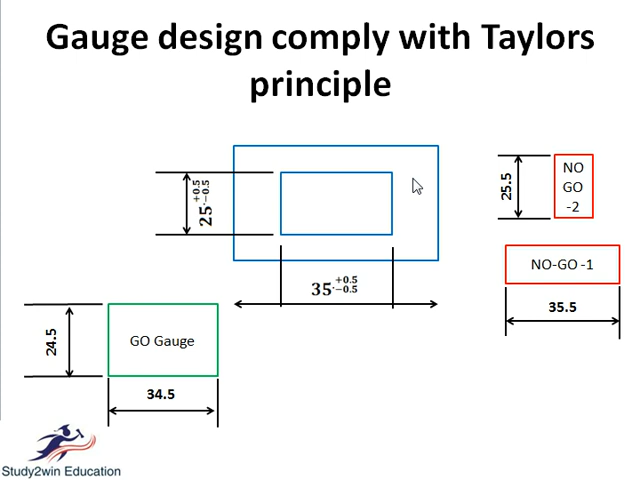 Gauge design comply with Taylors
principle
25 +0.5 -0.5
35 +0.5 -0.5
25.5
NO
GO
-2
NO-GO -1
35.5
24.5
GO Gauge
34.5
Study2win Education